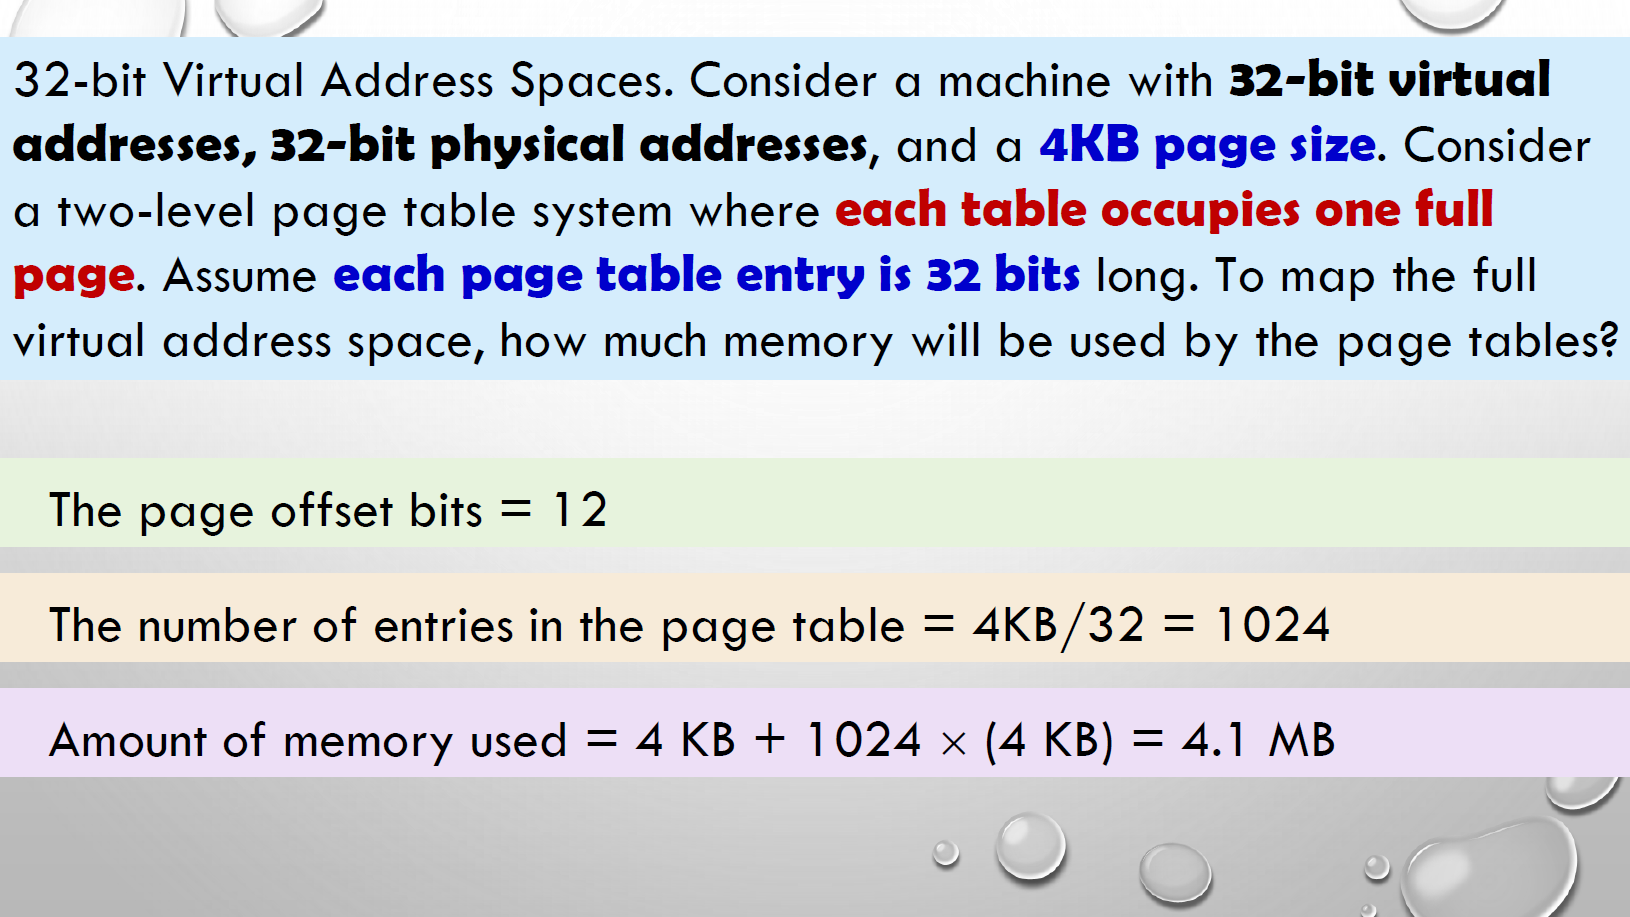 32-bit Virtual Address Spaces. Consider a machine with 32-bit virtual
addresses, 32-bit physical addresses, and a 4KB page size. Consider
a two-level page table system where each table occupies one full
page. Assume each page table entry is 32 bits long. To map the full
virtual address space, how much memory will be used by the page tables?
The page offset bits = 12
The number of entries in the page table = 4KB/32 = 1024
Amount of memory used = 4 KB + 1024 × (4 KB) = 4.1 MB